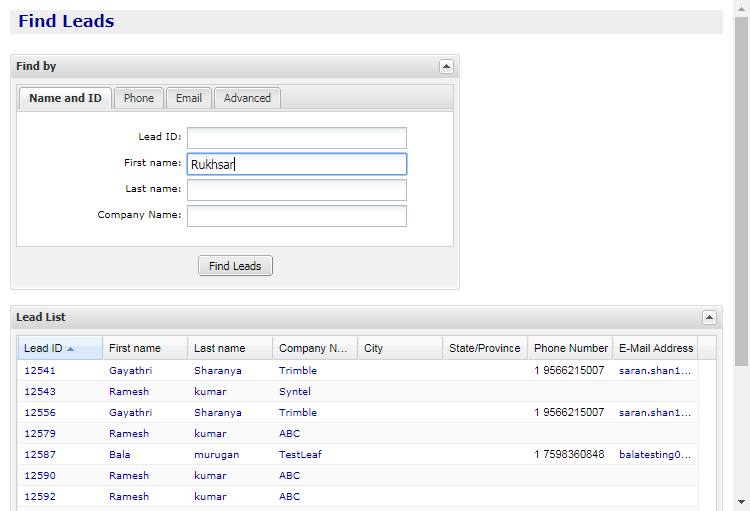 Find Leads
Find by
Name and ID Phone Email Advanced
Lead ID:
First name: Rukhsar
Last name:
Company Name:
Find Leads
Lead List
Lead ID First name Last name Company N... City State/Province Phone Number E-Mail Address
12541 Gayathri Sharanya Trimble 1 9566215007 saran.shan1...
12543 Ramesh kumar Syntel
12556 Gayathri Sharanya Trimble 1 9566215007 saran.shan1...
12579 Ramesh kumar ABC
12587 Bala murugan TestLeaf 1 7598360848 balatesting0...
12590 Ramesh kumar ABC
12592 Ramesh kumar ABC